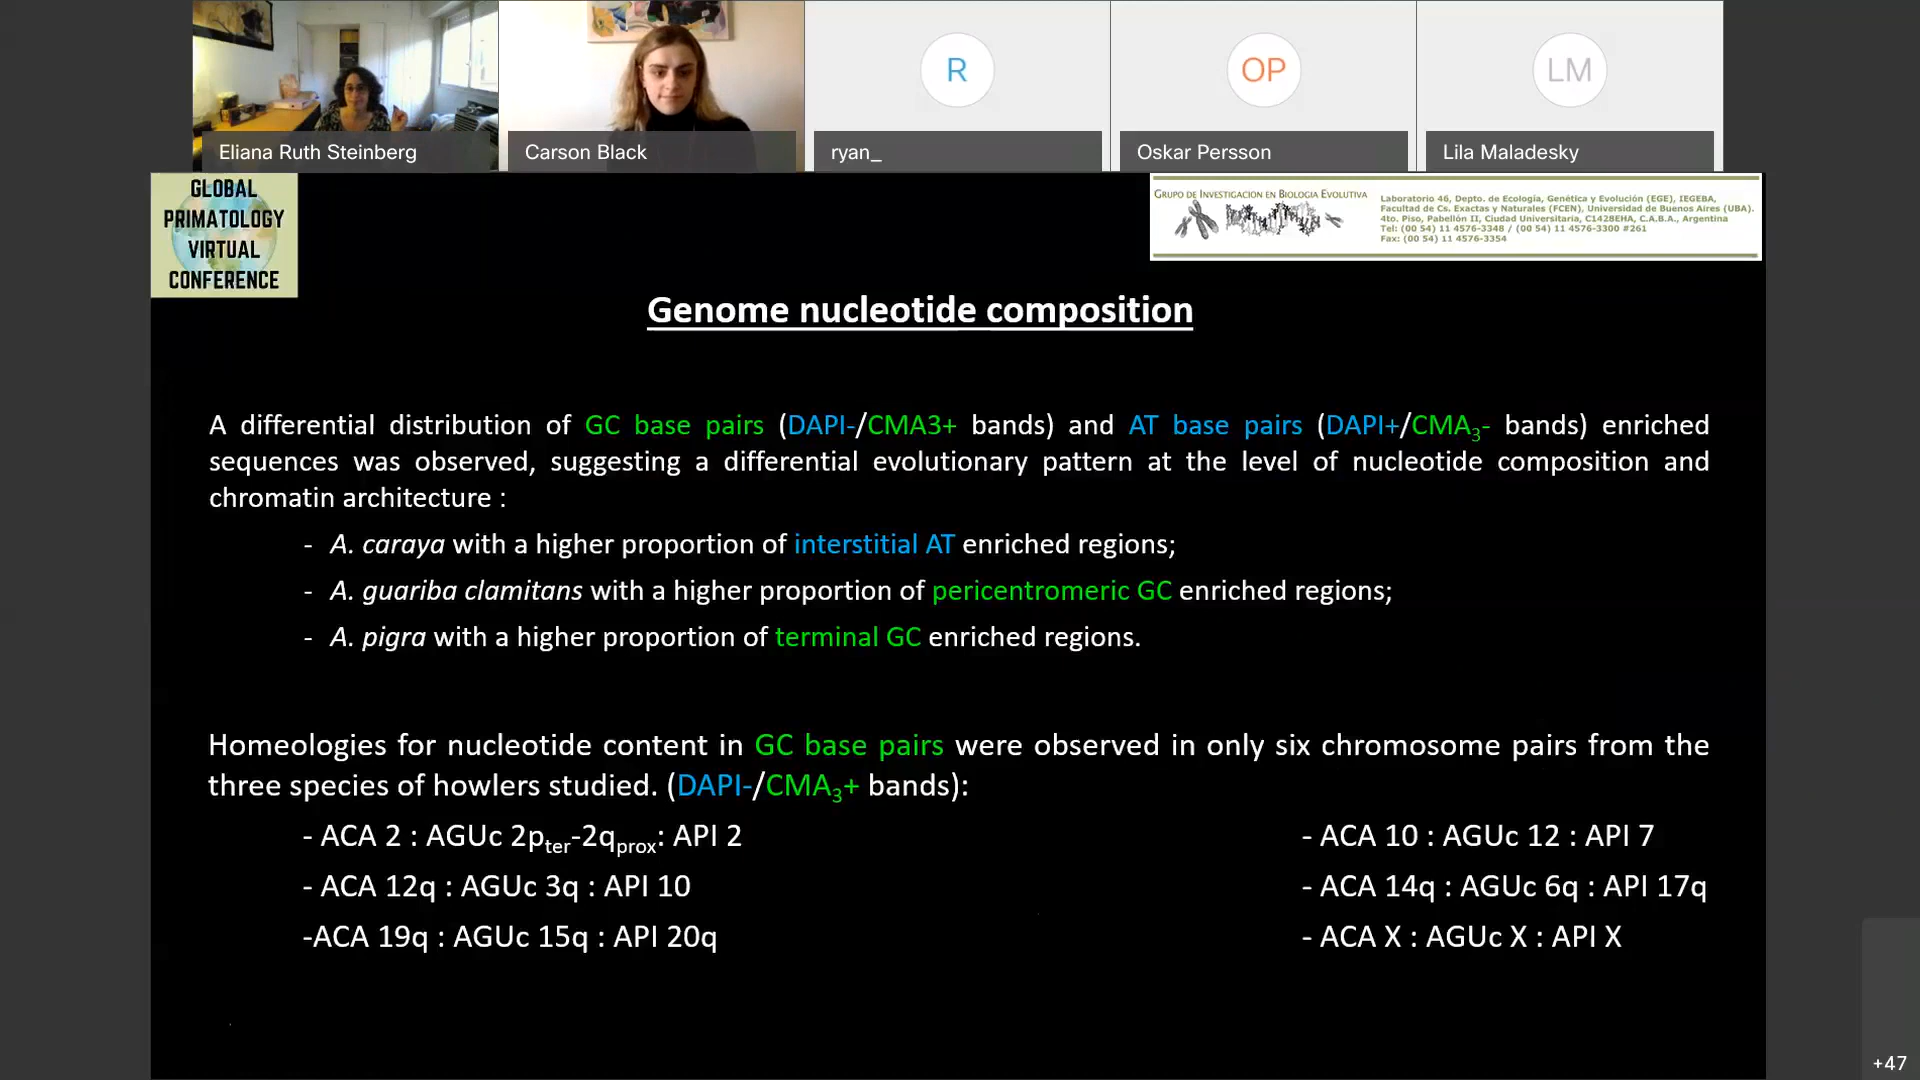 R
OP
LM
Eliana Ruth Steinberg
Carson Black
ryan_
Oskar Persson
Lila Maladesky
GLOBAL
PRIMATOLOGY
VIRTUAL
CONFERENCE
Grupo de Investigación en Biología Evolutiva
Laboratorio 46, Depto. de Ecología, Genética y Evolución (EGE), IEGEBA,
Facultad de Cs. Exactas y Naturales (FCEN), Universidad de Buenos Aires (UBA).
4to. Piso, Pabellón II, Ciudad Universitaria, C1428EHA, C.A.B.A., Argentina
Tel: (00 54) 11 4576-3348 / (00 54) 11 4576-3300 #261
Fax: (00 54) 11 4576-3354
Genome nucleotide composition
A differential distribution of GC base pairs (DAPI-/CMA3+ bands) and AT base pairs (DAPI+/CMA₃- bands) enriched
sequences was observed, suggesting a differential evolutionary pattern at the level of nucleotide composition and
chromatin architecture :
- A. caraya with a higher proportion of interstitial AT enriched regions;
- A. guariba clamitans with a higher proportion of pericentromeric GC enriched regions;
- A. pigra with a higher proportion of terminal GC enriched regions.
Homeologies for nucleotide content in GC base pairs were observed in only six chromosome pairs from the
three species of howlers studied. (DAPI-/CMA₃+ bands):
- ACA 2 : AGUc 2pter-2qprox: API 2
- ACA 12q : AGUc 3q : API 10
-ACA 19q : AGUc 15q : API 20q
- ACA 10 : AGUc 12 : API 7
- ACA 14q : AGUc 6q : API 17q
- ACA X : AGUc X : API X
+47